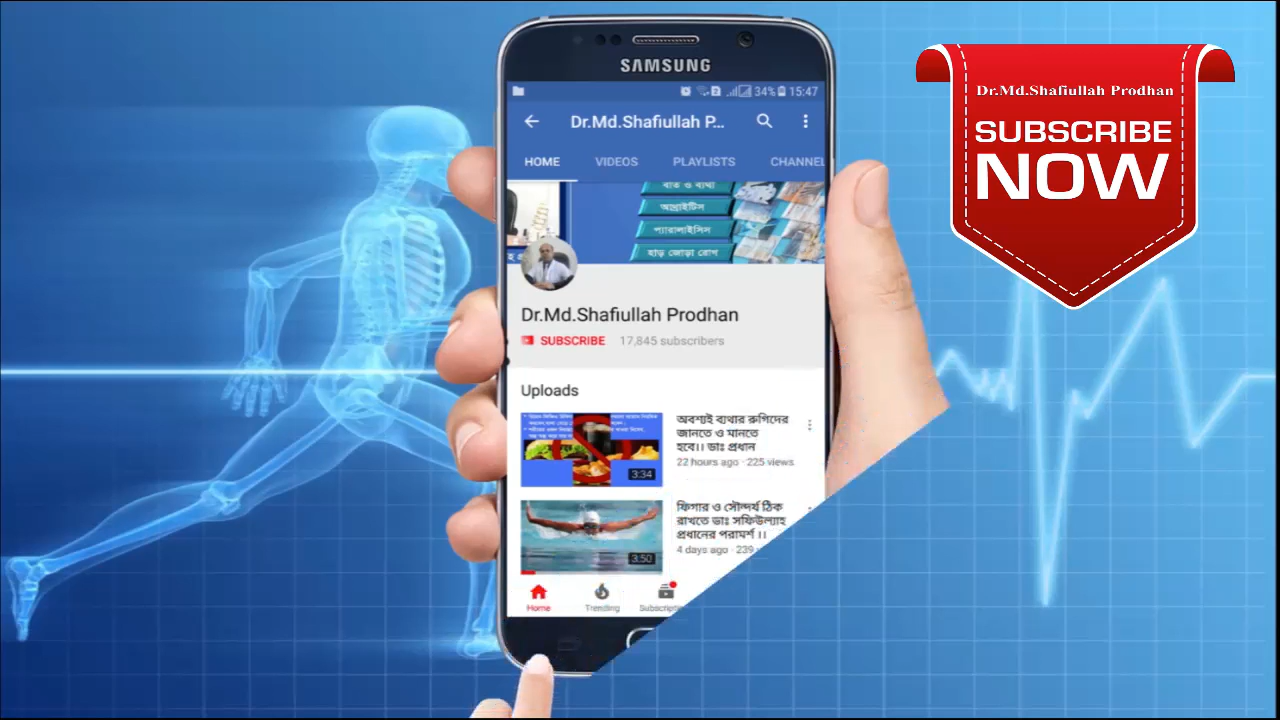 SAMSUNG
34% 15:47
Dr.Md.Shafiullah P...
HOME VIDEOS PLAYLISTS CHANNEL
বাত ও ব্যথা
আর্থ্রাইটিস
প্যারালাইসিস
হাড় জোড়া রোগ
Dr.Md.Shafiullah Prodhan
SUBSCRIBE 17,845 subscribers
Uploads
অবশ্যই ব্যথার রুগিদের
জানতে ও মানতে
হবে।। ডাঃ প্রধান
22 hours ago · 225 views
3:34
ফিগার ও সৌন্দর্য ঠিক
রাখতে ডাঃ সফিউল্যাহ
প্রধানের পরামর্শ ।।
4 days ago · 239
3:50
Home Trending
Dr.Md.Shafiullah Prodhan
SUBSCRIBE
NOW